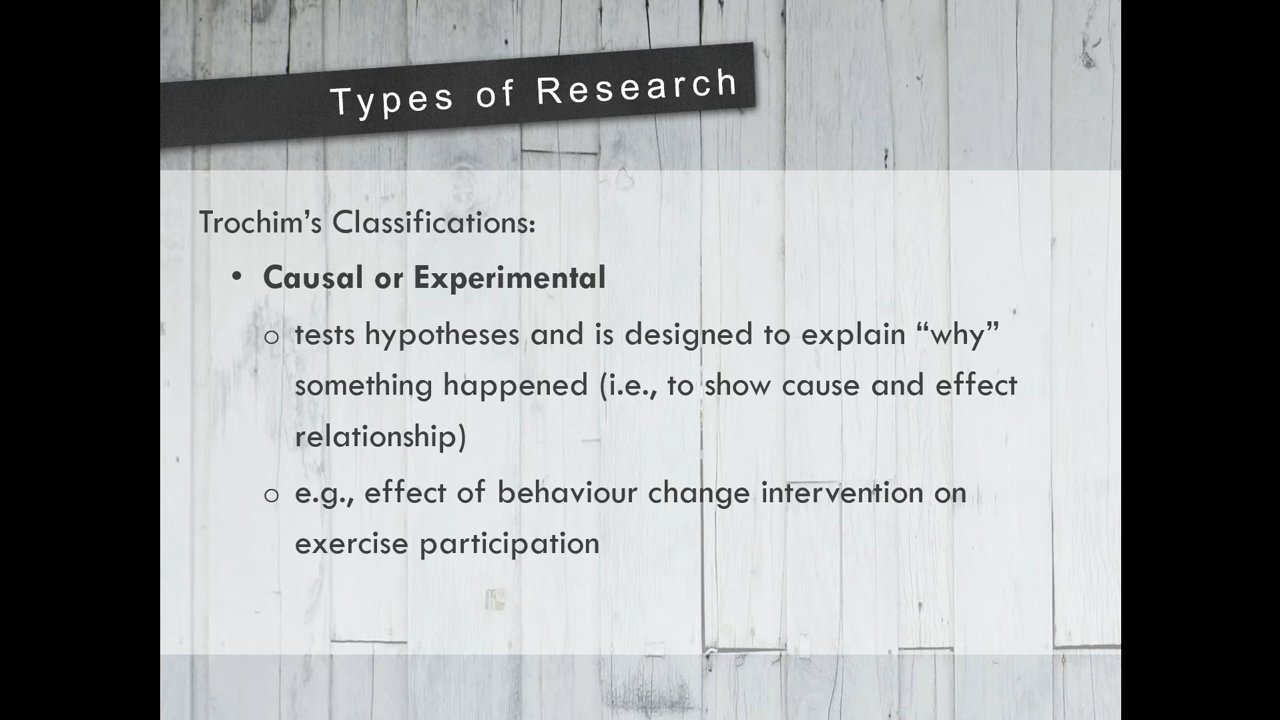 Types of Research
Trochim’s Classifications:
• Causal or Experimental
o tests hypotheses and is designed to explain “why”
something happened (i.e., to show cause and effect
relationship)
o e.g., effect of behaviour change intervention on
exercise participation